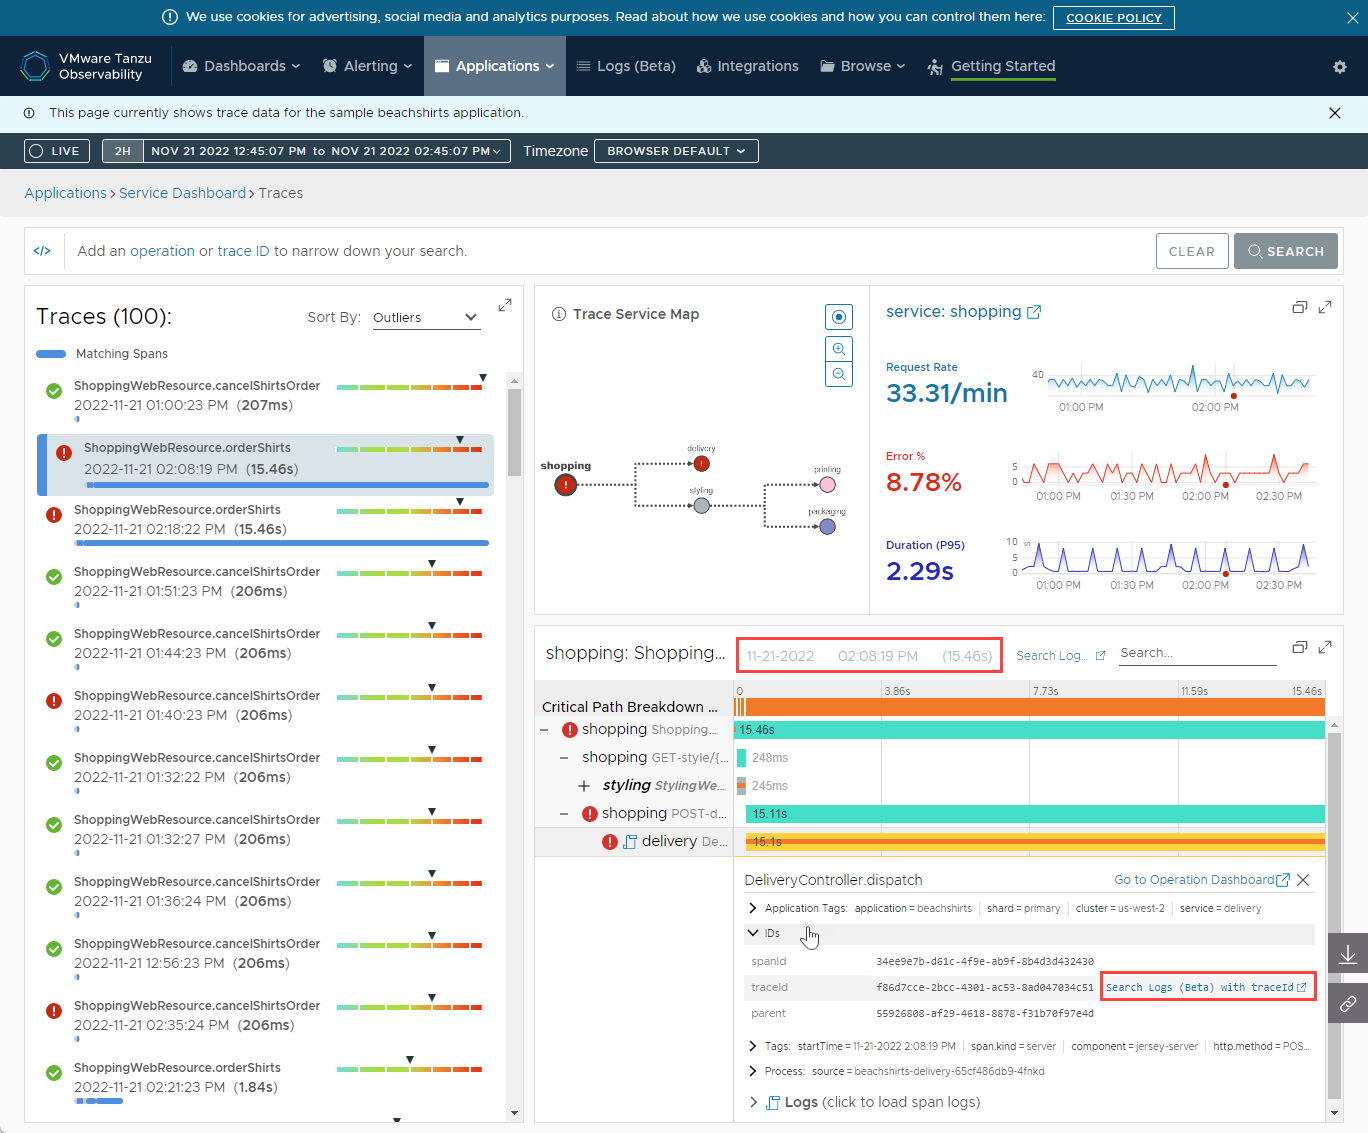 We use cookies for advertising, social media and analytics purposes. Read about how we use cookies and how you can control them here: COOKIE POLICY
VMware Tanzu Observability
Dashboards Alerting Applications Logs (Beta) Integrations Browse Getting Started
This page currently shows trace data for the sample beachshirts application.
LIVE 2H NOV 21 2022 12:45:07 PM to NOV 21 2022 02:45:07 PM Timezone BROWSER DEFAULT
Applications > Service Dashboard > Traces
</> Add an operation or trace ID to narrow down your search. CLEAR SEARCH
Traces (100): Sort By: Outliers
Matching Spans
ShoppingWebResource.cancelShirtsOrder
2022-11-21 01:00:23 PM (207ms)
ShoppingWebResource.orderShirts
2022-11-21 02:08:19 PM (15.46s)
ShoppingWebResource.orderShirts
2022-11-21 02:18:22 PM (15.46s)
ShoppingWebResource.cancelShirtsOrder
2022-11-21 01:51:23 PM (206ms)
ShoppingWebResource.cancelShirtsOrder
2022-11-21 01:44:23 PM (206ms)
ShoppingWebResource.cancelShirtsOrder
2022-11-21 01:40:23 PM (206ms)
ShoppingWebResource.cancelShirtsOrder
2022-11-21 01:32:22 PM (206ms)
ShoppingWebResource.cancelShirtsOrder
2022-11-21 01:32:27 PM (206ms)
ShoppingWebResource.cancelShirtsOrder
2022-11-21 01:36:24 PM (206ms)
ShoppingWebResource.cancelShirtsOrder
2022-11-21 12:56:23 PM (206ms)
ShoppingWebResource.cancelShirtsOrder
2022-11-21 02:35:24 PM (206ms)
ShoppingWebResource.orderShirts
2022-11-21 02:21:23 PM (1.84s)
Trace Service Map
shopping
delivery
styling
printing
packaging
service: shopping
Request Rate
33.31/min
40
01:00 PM 02:00 PM
Error %
8.78%
5
0
01:00 PM 01:30 PM 02:00 PM 02:30 PM
Duration (P95)
2.29s
10
5
0
s
01:00 PM 01:30 PM 02:00 PM 02:30 PM
shopping: Shopping... 11-21-2022 02:08:19 PM (15.46s) Search Log... Search...
0 3.86s 7.73s 11.59s 15.46s
Critical Path Breakdown ...
shopping Shopping... 15.46s
shopping GET-style/{... 248ms
styling StylingWe... 245ms
shopping POST-d... 15.11s
delivery De... 15.1s
DeliveryController.dispatch Go to Operation Dashboard
Application Tags: application = beachshirts shard = primary cluster = us-west-2 service = delivery
IDs
spanId 34ee9e7b-d61c-4f9e-ab9f-8b4d3d432430
traceId f86d7cce-2bcc-4301-ac53-8ad047034c51 Search Logs (Beta) with traceId
parent 55926808-af29-4618-8878-f31b70f97e4d
Tags: startTime = 11-21-2022 2:08:19 PM span.kind = server component = jersey-server http.method = POS...
Process: source = beachshirts-delivery-65cf486db9-4fnkd
Logs (click to load span logs)